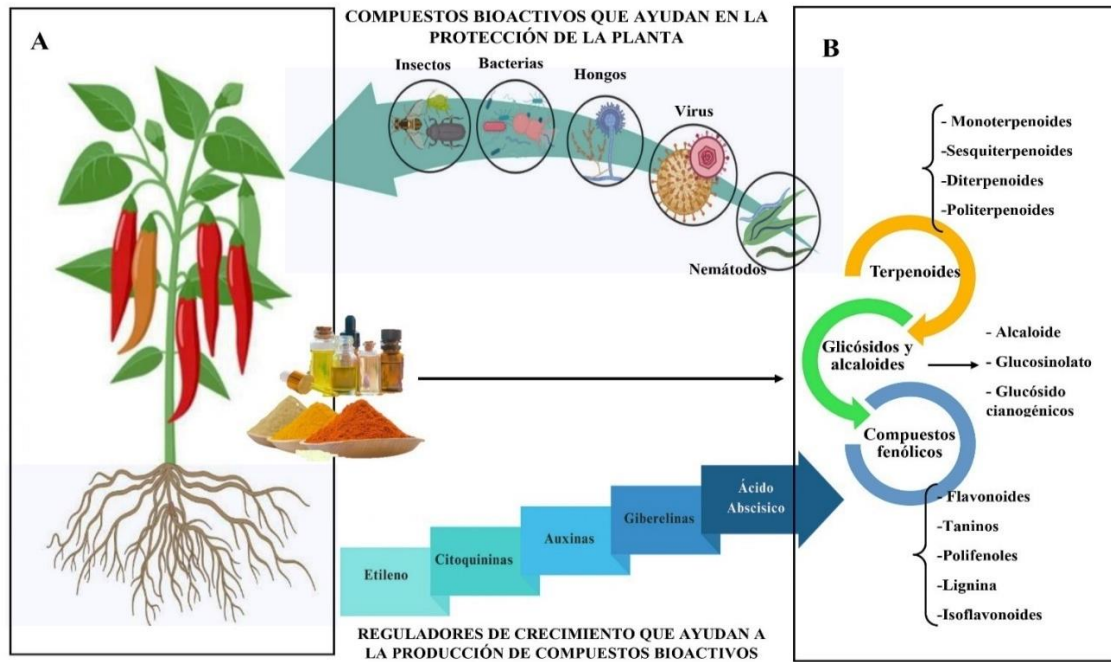 A
COMPUESTOS BIOACTIVOS QUE AYUDAN EN LA
PROTECCIÓN DE LA PLANTA
B
Insectos
Bacterias
Hongos
Virus
Nemátodos
- Monoterpenoides
-Sesquiterpenoides
-Diterpenoides
-Politerpenoides
Terpenoides
Glicósidos y
alcaloides
- Alcaloide
- Glucosinolato
- Glucósido
cianogénicos
Compuestos
fenólicos
- Flavonoides
-Taninos
-Polifenoles
-Lignina
-Isoflavonoides
Etileno
Citoquininas
Auxinas
Giberelinas
Ácido
Abscisico
REGULADORES DE CRECIMIENTO QUE AYUDAN A
LA PRODUCCIÓN DE COMPUESTOS BIOACTIVOS